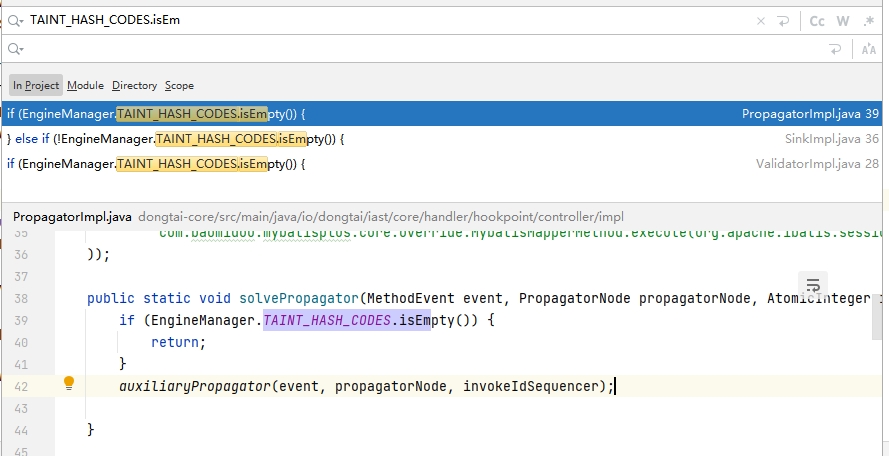 TAINT_HASH_CODES.isEm
Cc W .*
In Project Module Directory Scope
if (EngineManager.TAINT_HASH_CODES.isEmpty()) { PropagatorImpl.java 39
} else if (!EngineManager.TAINT_HASH_CODES.isEmpty()) { SinkImpl.java 36
if (EngineManager.TAINT_HASH_CODES.isEmpty()) { ValidatorImpl.java 28
PropagatorImpl.java dongtai-core/src/main/java/io/dongtai/iast/core/handler/hookpoint/controller/impl
35 com.baomidou.mybatisplus.core.override.MybatisMapperMethod.execute(org.apache.ibatis.sessi
36 ));
37
38 public static void solvePropagator(MethodEvent event, PropagatorNode propagatorNode, AtomicInteger i
39 if (EngineManager.TAINT_HASH_CODES.isEmpty()) {
40 return;
41 }
42 auxiliaryPropagator(event, propagatorNode, invokeIdSequencer);
43
44 }
45